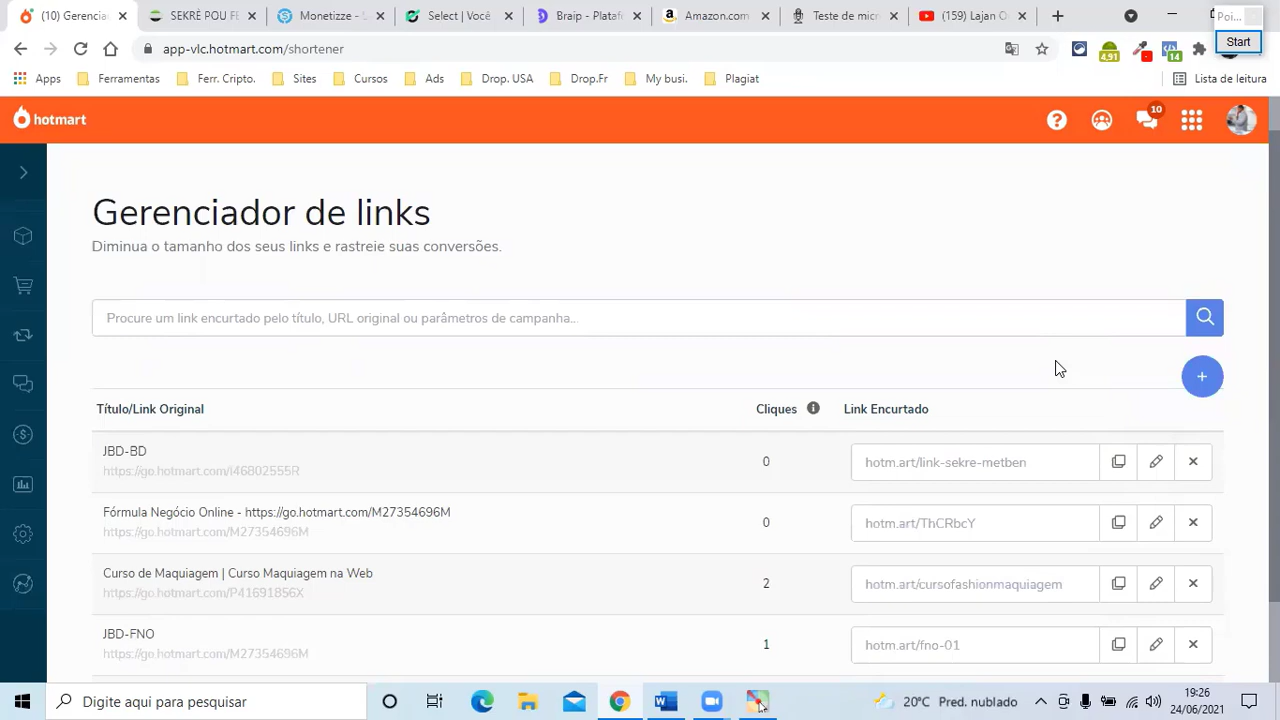 (10) Gerenciad
SEKRÈ POU FE
Monetizze -
Select | Você
Braip - Plataf
Amazon.com
Teste de micr
(159) Lajan O
Poi...
Start
app-vlc.hotmart.com/shortener
4,91
14
Apps
Ferramentas
Ferr. Cripto.
Sites
Cursos
Ads
Drop. USA
Drop.Fr
My busi.
Plagiat
Lista de leitura
hotmart
10
Gerenciador de links
Diminua o tamanho dos seus links e rastreie suas conversões.
Procure um link encurtado pelo título, URL original ou parâmetros de campanha...
+
Título/Link Original
Cliques
Link Encurtado
JBD-BD
https://go.hotmart.com/I46802555R
0
hotm.art/link-sekre-metben
Fórmula Negócio Online - https://go.hotmart.com/M27354696M
https://go.hotmart.com/M27354696M
0
hotm.art/ThCRbcY
Curso de Maquiagem | Curso Maquiagem na Web
https://go.hotmart.com/P41691856X
2
hotm.art/cursofashionmaquiagem
JBD-FNO
https://go.hotmart.com/M27354696M
1
hotm.art/fno-01
Digite aqui para pesquisar
20°C Pred. nublado
19:26
24/06/2021